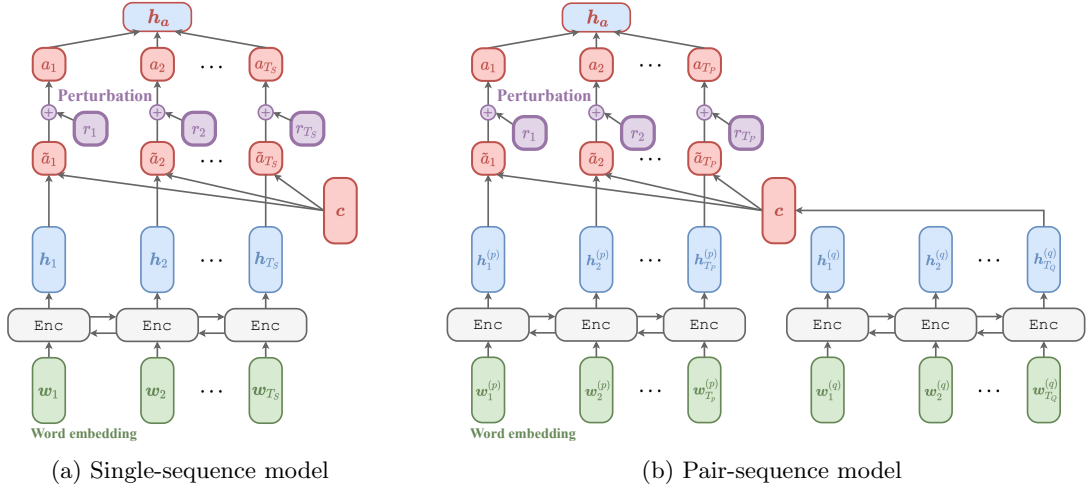 h_a h_a
a_1 a_2 ... a_{T_S} a_1 a_2 ... a_{T_P}
Perturbation Perturbation
+ + + + + +
r_1 r_2 r_{T_S} r_1 r_2 r_{T_P}
ã_1 ã_2 ... ã_{T_S} ã_1 ã_2 ... ã_{T_P}
c c
h_1 h_2 ... h_{T_S} h_1^{(p)} h_2^{(p)} ... h_{T_P}^{(p)} h_1^{(q)} h_2^{(q)} ... h_{T_Q}^{(q)}
Enc Enc Enc Enc Enc Enc Enc Enc Enc
w_1 w_2 ... w_{T_S} w_1^{(p)} w_2^{(p)} ... w_{T_p}^{(p)} w_1^{(q)} w_2^{(q)} ... w_{T_Q}^{(q)}
Word embedding Word embedding
(a) Single-sequence model (b) Pair-sequence model